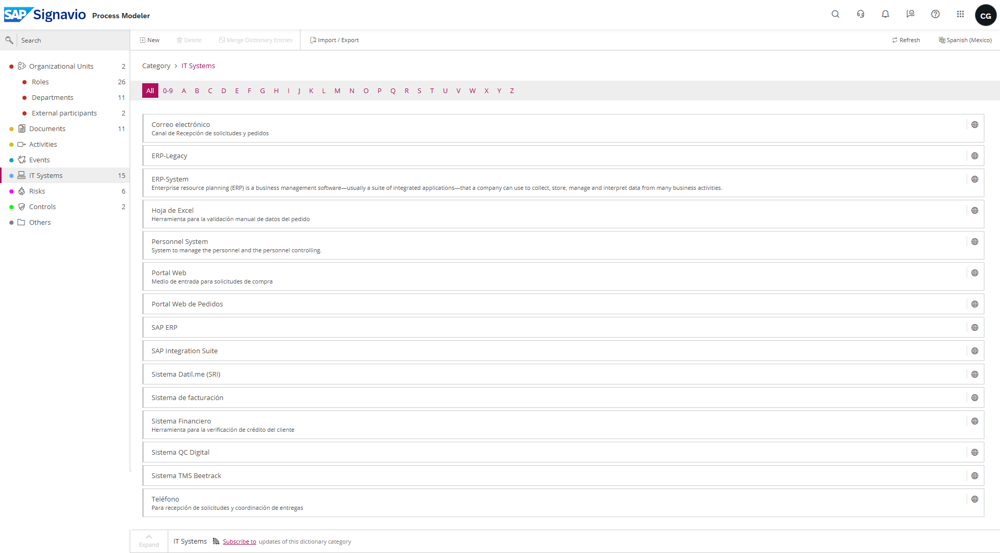 SAP Signavio Process Modeler
CG
Search
New Delete Merge Dictionary Entries Import / Export Refresh Spanish (Mexico)
Organizational Units 2
Roles 26
Departments 11
External participants 2
Documents 11
Activities
Events
IT Systems 15
Risks 6
Controls 2
Others
Category > IT Systems
All 0-9 A B C D E F G H I J K L M N O P Q R S T U V W X Y Z
Correo electrónico
Canal de Recepción de solicitudes y pedidos
ERP-Legacy
ERP-System
Enterprise resource planning (ERP) is a business management software—usually a suite of integrated applications—that a company can use to collect, store, manage and interpret data from many business activities.
Hoja de Excel
Herramienta para la validación manual de datos del pedido
Personnel System
System to manage the personnel and the personnel controlling.
Portal Web
Medio de entrada para solicitudes de compra
Portal Web de Pedidos
SAP ERP
SAP Integration Suite
Sistema Datil.me (SRI)
Sistema de facturación
Sistema Financiero
Herramienta para la verificación de crédito del cliente
Sistema QC Digital
Sistema TMS Beetrack
Teléfono
Para recepción de solicitudes y coordinación de entregas
Expand
IT Systems Subscribe to updates of this dictionary category